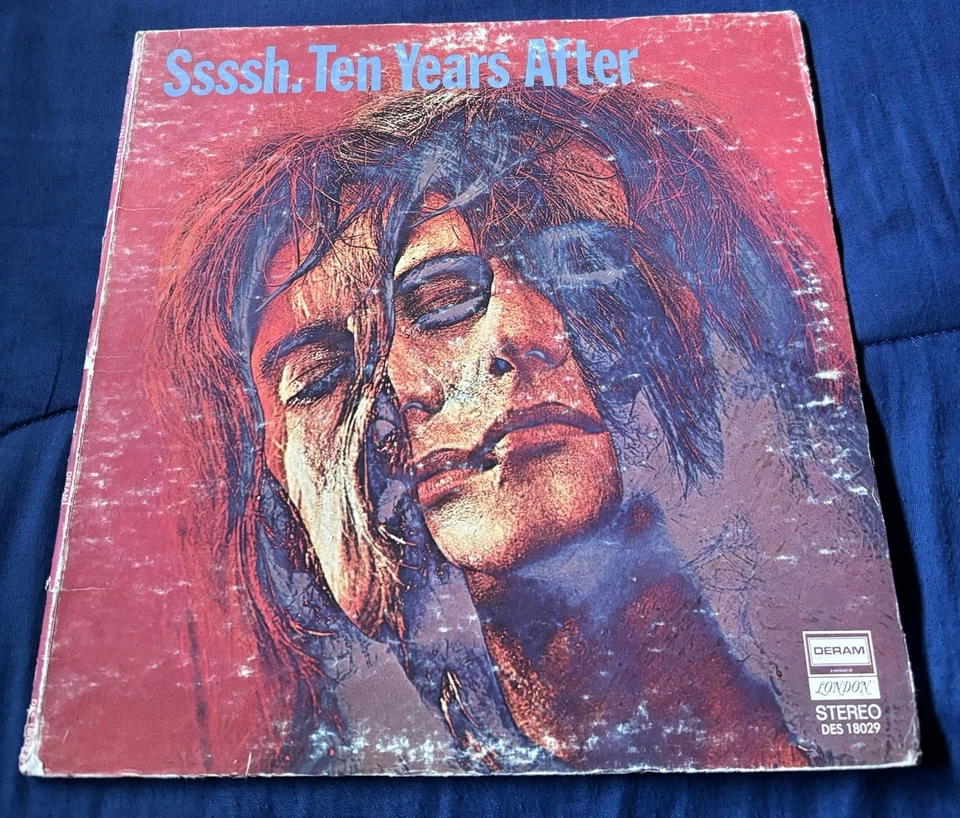 Ssssh. Ten Years After
DERAM
LONDON
STEREO
DES 18029